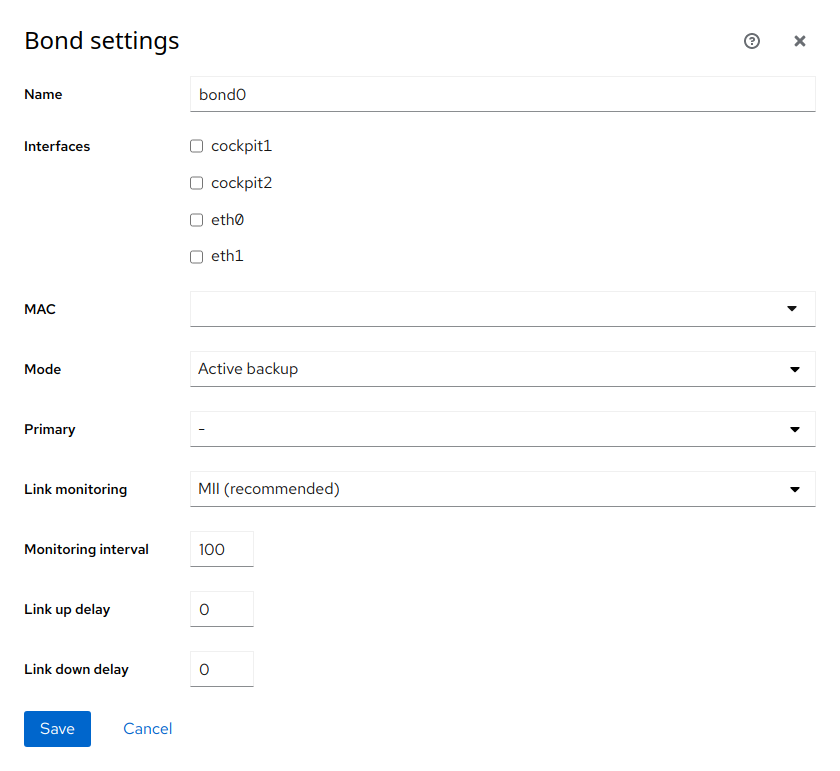 Bond settings
Name bond0
Interfaces cockpit1
cockpit2
eth0
eth1
MAC
Mode Active backup
Primary -
Link monitoring MII (recommended)
Monitoring interval 100
Link up delay 0
Link down delay 0
Save Cancel